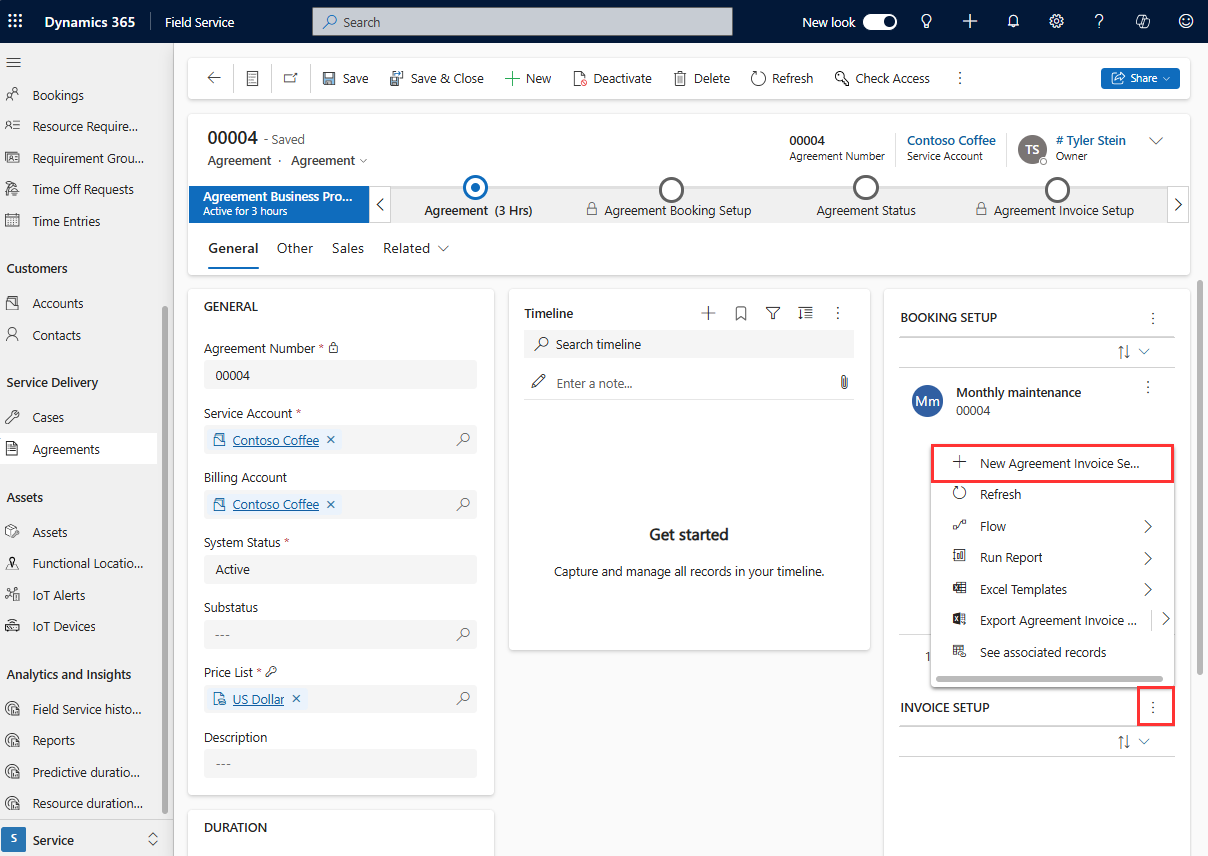 Dynamics 365
Field Service
Search
New look
Bookings
Resource Require...
Requirement Grou...
Time Off Requests
Time Entries
Customers
Accounts
Contacts
Service Delivery
Cases
Agreements
Assets
Assets
Functional Locatio...
IoT Alerts
IoT Devices
Analytics and Insights
Field Service histo...
Reports
Predictive duratio...
Resource duration...
S
Service
Save
Save & Close
New
Deactivate
Delete
Refresh
Check Access
Share
00004 - Saved
Agreement · Agreement
00004
Agreement Number
Contoso Coffee
Service Account
TS
# Tyler Stein
Owner
Agreement Business Pro...
Active for 3 hours
Agreement (3 Hrs)
Agreement Booking Setup
Agreement Status
Agreement Invoice Setup
General
Other
Sales
Related
GENERAL
Agreement Number *
00004
Service Account *
Contoso Coffee
Billing Account
Contoso Coffee
System Status *
Active
Substatus
---
Price List *
US Dollar
Description
---
DURATION
Timeline
Search timeline
Enter a note...
Get started
Capture and manage all records in your timeline.
BOOKING SETUP
Mm
Monthly maintenance
00004
New Agreement Invoice Se...
Refresh
Flow
Run Report
Excel Templates
Export Agreement Invoice ...
See associated records
1
INVOICE SETUP